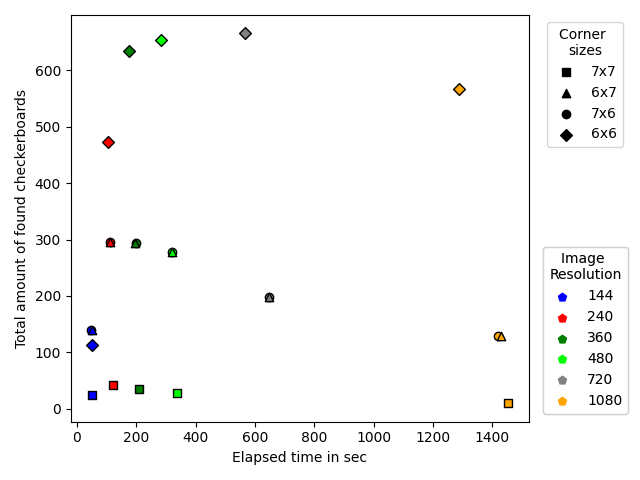 Total amount of found checkerboards
600
500
400
300
200
100
0
0 200 400 600 800 1000 1200 1400
Elapsed time in sec
Corner
sizes
7x7
6x7
7x6
6x6
Image
Resolution
144
240
360
480
720
1080